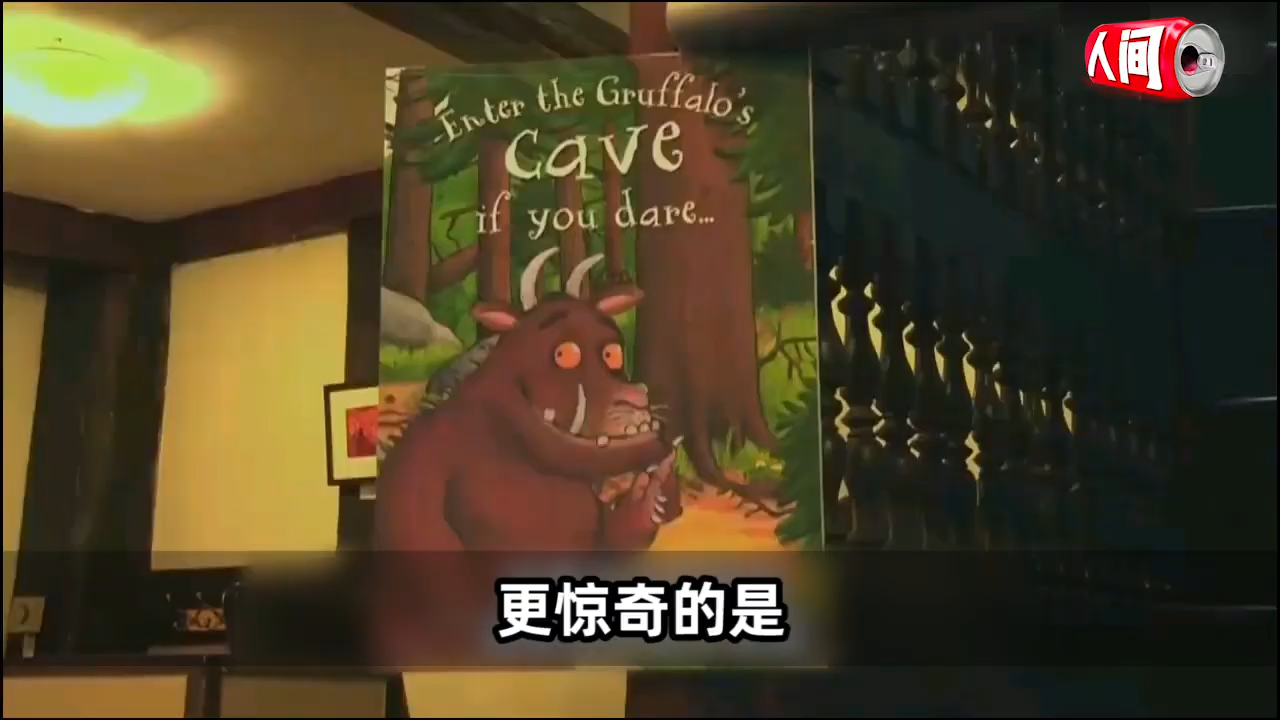 人间
Enter the Gruffalo's
Cave
if you dare...
更惊奇的是